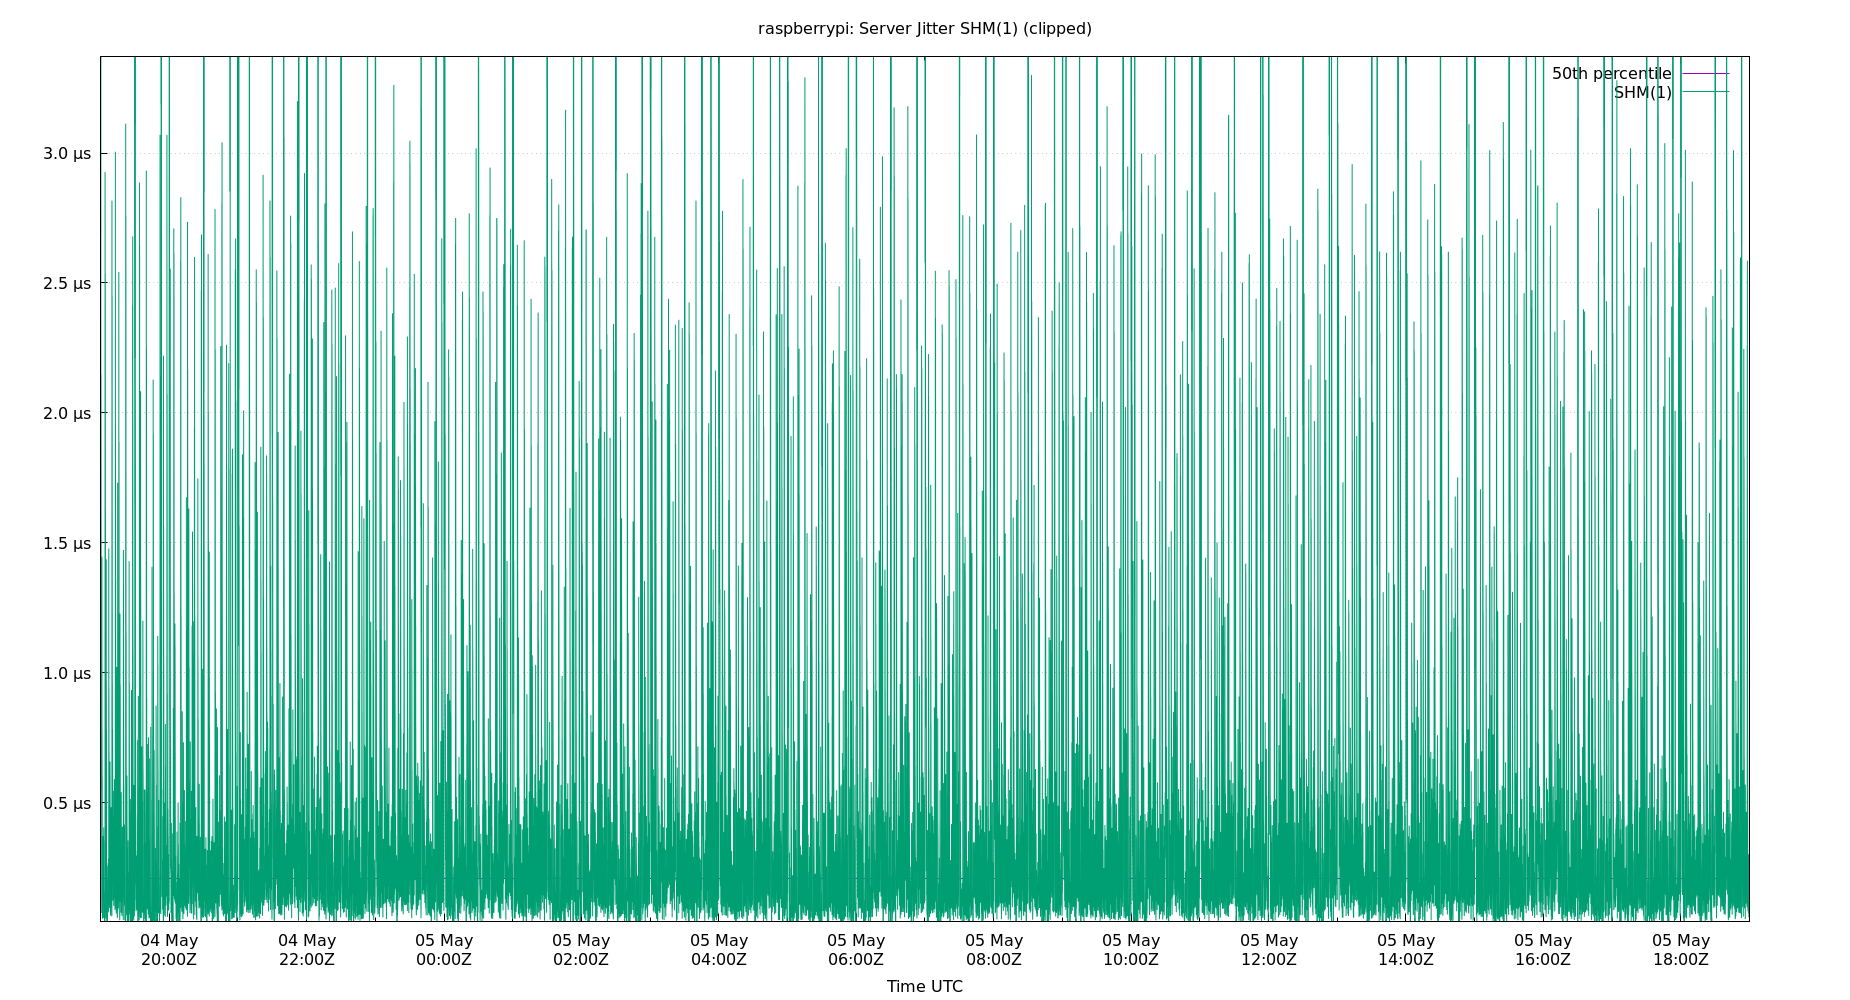 raspberrypi: Server Jitter SHM(1) (clipped)
50th percentile
SHM(1)
3.0 µs
2.5 µs
2.0 µs
1.5 µs
1.0 µs
0.5 µs
04 May 04 May 05 May 05 May 05 May 05 May 05 May 05 May 05 May 05 May 05 May 05 May
20:00Z 22:00Z 00:00Z 02:00Z 04:00Z 06:00Z 08:00Z 10:00Z 12:00Z 14:00Z 16:00Z 18:00Z
Time UTC